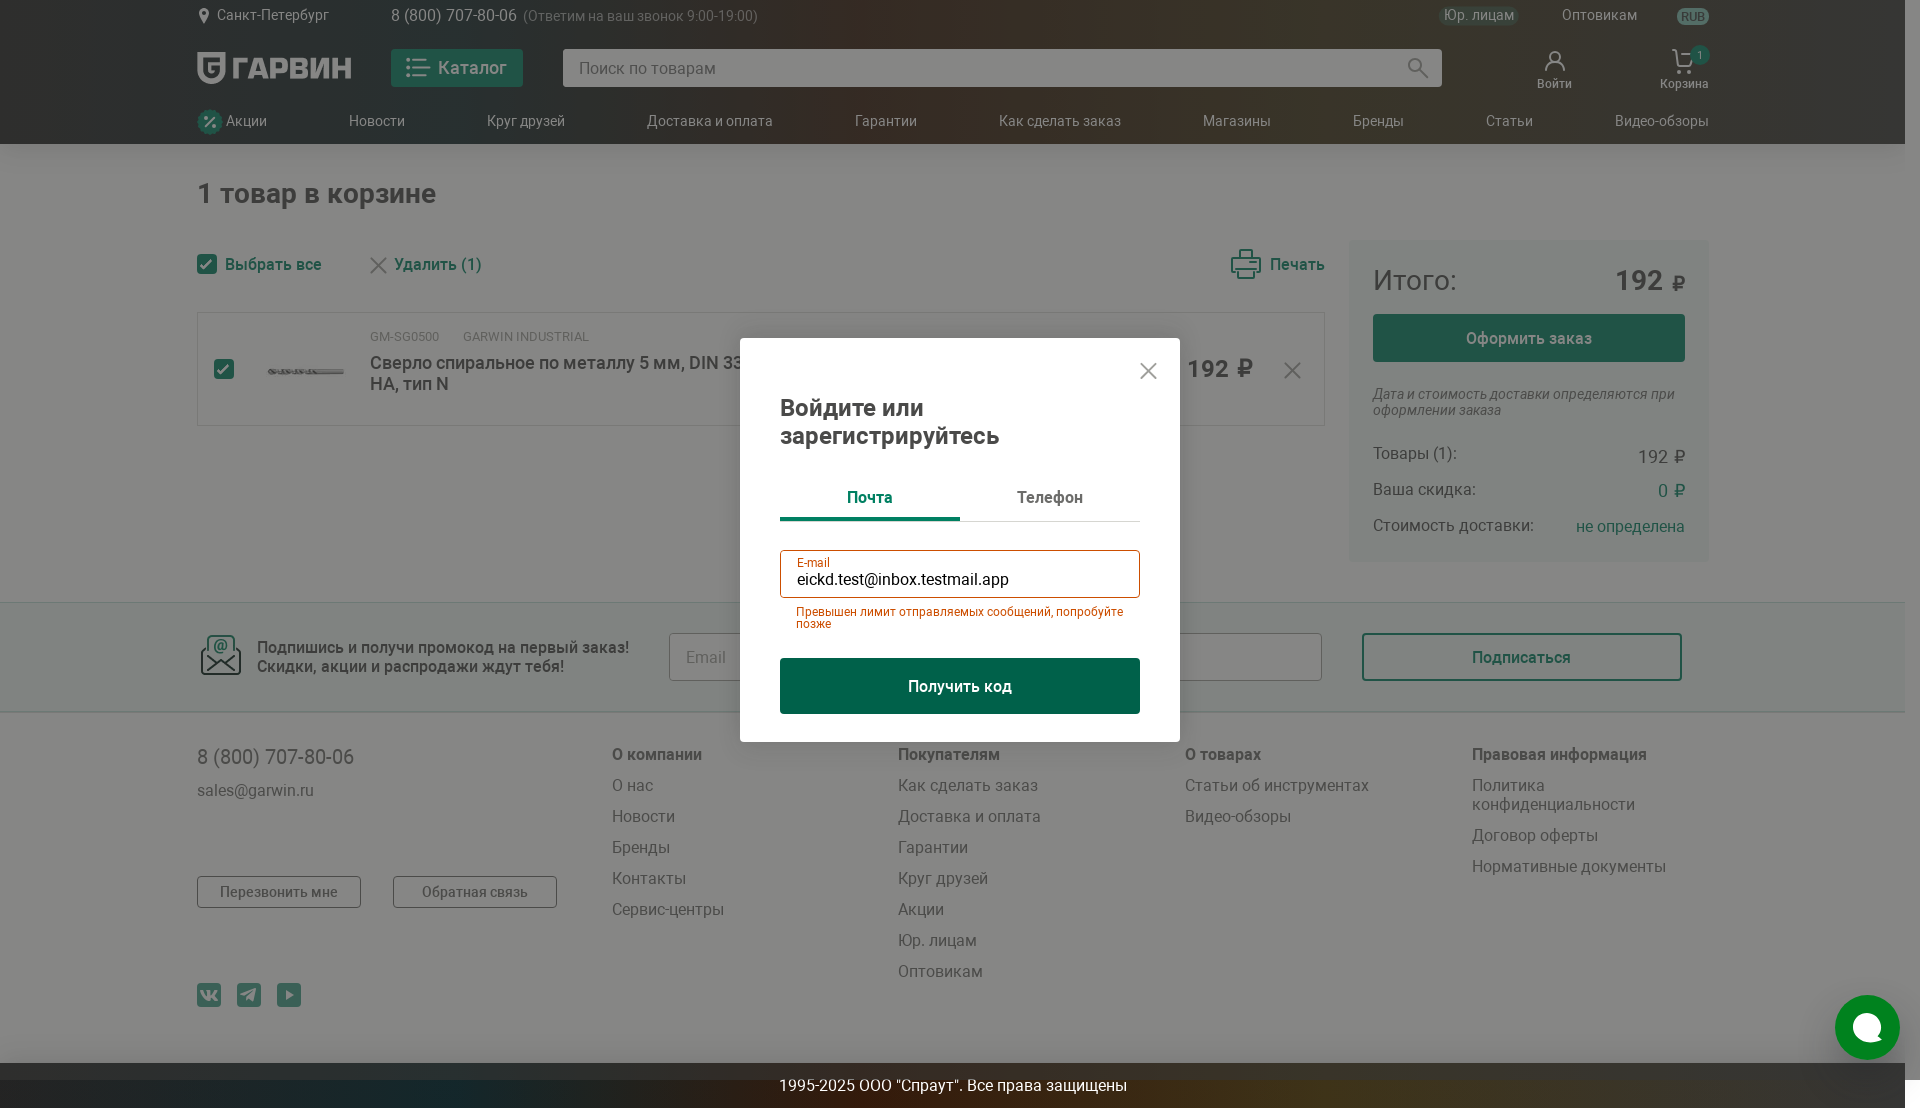 Санкт-Петербург
8 (800) 707-80-06 (Ответим на ваш звонок 9:00-19:00)
Юр. лицам
Оптовикам
RUB
ГАРВИН
Каталог
Поиск по товарам
Войти
1
Корзина
Акции
Новости
Круг друзей
Доставка и оплата
Гарантии
Как сделать заказ
Магазины
Бренды
Статьи
Видео-обзоры
1 товар в корзине
Выбрать все
Удалить (1)
Печать
GM-SG0500 GARWIN INDUSTRIAL
Сверло спиральное по металлу 5 мм, DIN 33
HA, тип N
192 ₽
Итого: 192 ₽
Оформить заказ
Дата и стоимость доставки определяются при
оформлении заказа
Товары (1): 192 ₽
Ваша скидка: 0 ₽
Стоимость доставки: не определена
Войдите или
зарегистрируйтесь
Почта
Телефон
E-mail
eickd.test@inbox.testmail.app
Превышен лимит отправляемых сообщений, попробуйте
позже
Получить код
Подпишись и получи промокод на первый заказ!
Скидки, акции и распродажи ждут тебя!
Email
Подписаться
8 (800) 707-80-06
sales@garwin.ru
Перезвонить мне
Обратная связь
О компании
О нас
Новости
Бренды
Контакты
Сервис-центры
Покупателям
Как сделать заказ
Доставка и оплата
Гарантии
Круг друзей
Акции
Юр. лицам
Оптовикам
О товарах
Статьи об инструментах
Видео-обзоры
Правовая информация
Политика
конфиденциальности
Договор оферты
Нормативные документы
1995-2025 ООО "Спраут". Все права защищены